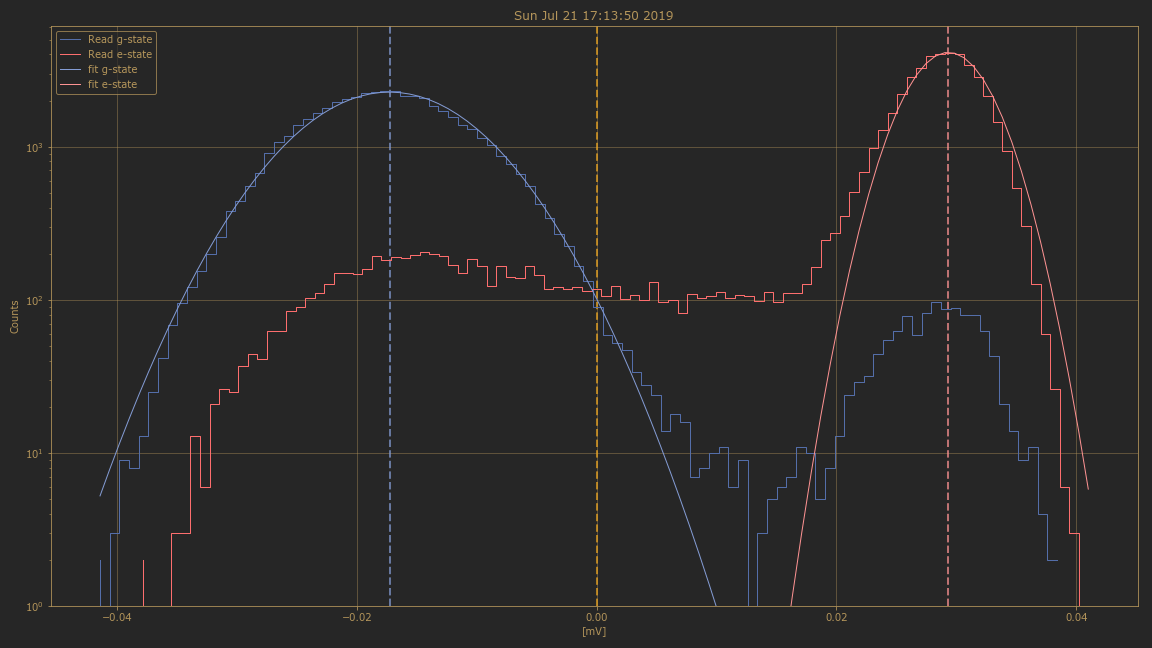 Sun Jul 21 17:13:50 2019
Read g-state
Read e-state
fit g-state
fit e-state
Counts
10³
10²
10¹
10⁰
−0.04
−0.02
0.00
0.02
0.04
[mV]